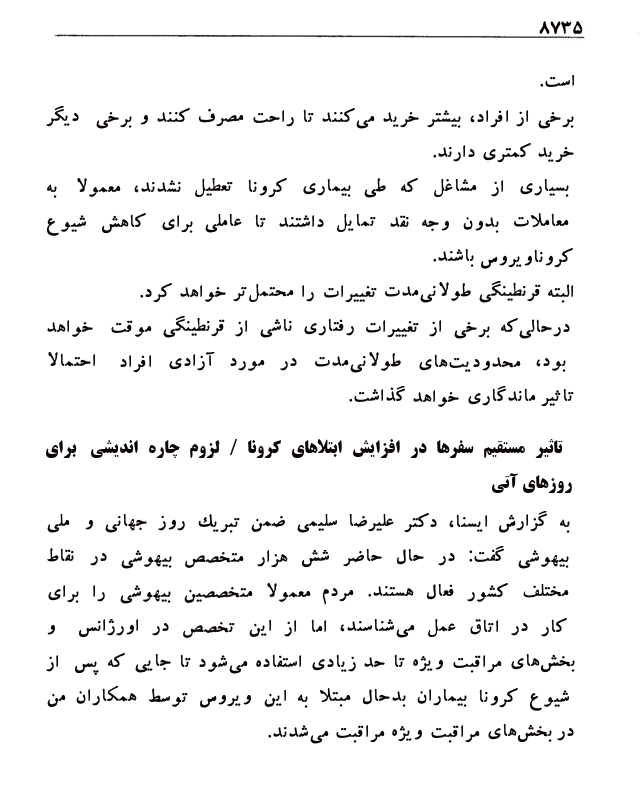 ۸۷۳۵
است.
برخی از افراد، بیشتر خرید می‌کنند تا راحت مصرف کنند و برخی دیگر
خرید کمتری دارند.
بسیاری از مشاغل که طی بیماری کرونا تعطیل نشدند، معمولا به
معاملات بدون وجه نقد تمایل داشتند تا عاملی برای کاهش شیوع
کروناویروس باشند.
البته قرنطینگی طولانی‌مدت تغییرات را محتمل‌تر خواهد کرد.
درحالی‌که برخی از تغییرات رفتاری ناشی از قرنطینگی موقت خواهد
بود، محدودیت‌های طولانی‌مدت در مورد آزادی افراد احتمالا
تاثیر ماندگاری خواهد گذاشت.
تاثیر مستقیم سفرها در افزایش ابتلاهای کرونا / لزوم چاره اندیشی برای
روزهای آتی
به گزارش ایسنا، دکتر علیرضا سلیمی ضمن تبریك روز جهانی و ملی
بیهوشی گفت: در حال حاضر شش هزار متخصص بیهوشی در نقاط
مختلف کشور فعال هستند. مردم معمولا متخصصین بیهوشی را برای
کار در اتاق عمل می‌شناسند، اما از این تخصص در اورژانس و
بخش‌های مراقبت ویژه تا حد زیادی استفاده می‌شود تا جایی که پس از
شیوع کرونا بیماران بدحال مبتلا به این ویروس توسط همکاران من
در بخش‌های مراقبت ویژه مراقبت می‌شدند.